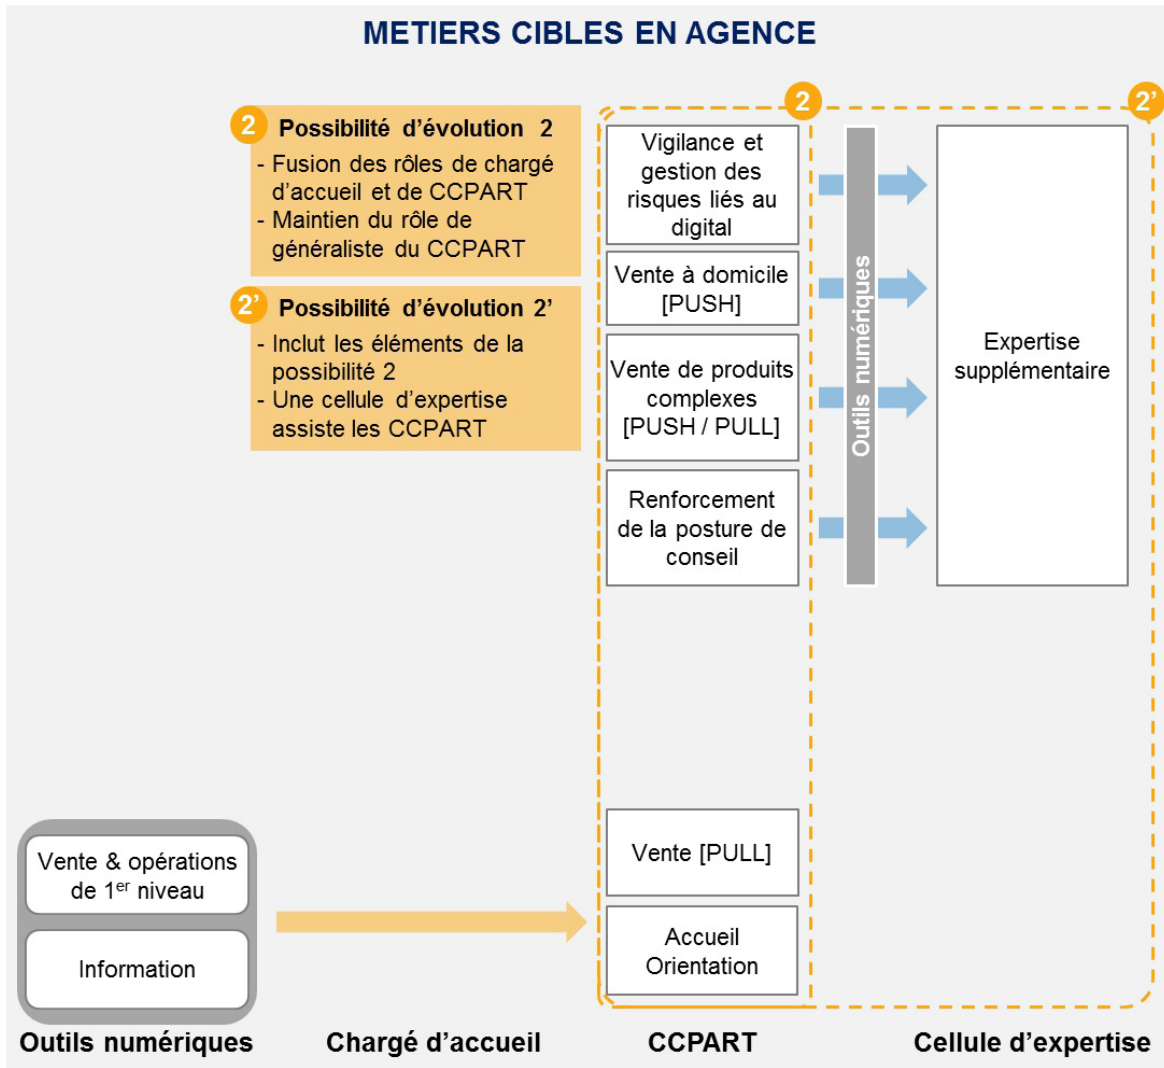 METIERS CIBLES EN AGENCE
2
Possibilité d'évolution 2
- Fusion des rôles de chargé
d'accueil et de CCPART
- Maintien du rôle de
généraliste du CCPART
2'
Possibilité d'évolution 2'
- Inclut les éléments de la
possibilité 2
- Une cellule d'expertise
assiste les CCPART
2
2'
Vigilance et
gestion des
risques liés au
digital
Vente à domicile
[PUSH]
Vente de produits
complexes
[PUSH / PULL]
Renforcement
de la posture de
conseil
Outils numériques
Expertise
supplémentaire
Vente & opérations
de 1er niveau
Information
Vente [PULL]
Accueil
Orientation
Outils numériques
Chargé d'accueil
CCPART
Cellule d'expertise